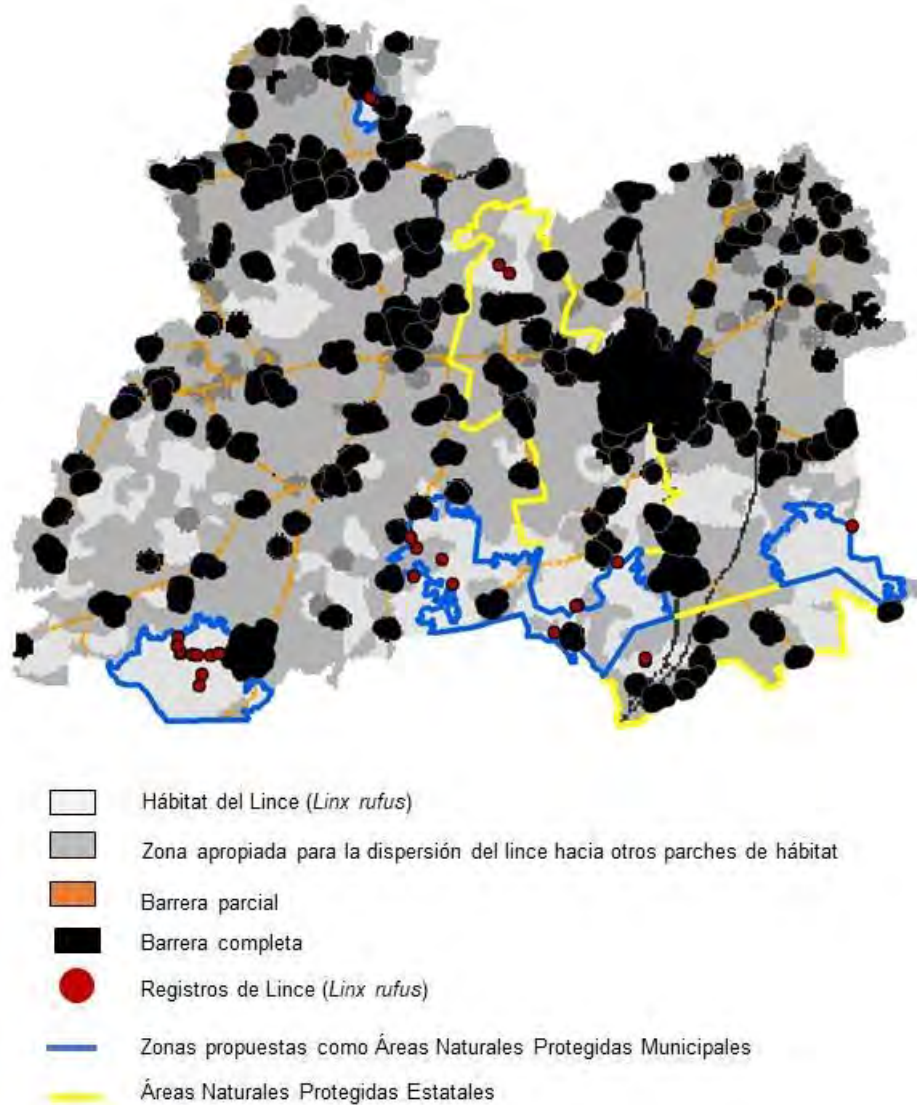 Hábitat del Lince (Linx rufus)
Zona apropiada para la dispersión del lince hacia otros parches de hábitat
Barrera parcial
Barrera completa
Registros de Lince (Linx rufus)
Zonas propuestas como Áreas Naturales Protegidas Municipales
Áreas Naturales Protegidas Estatales